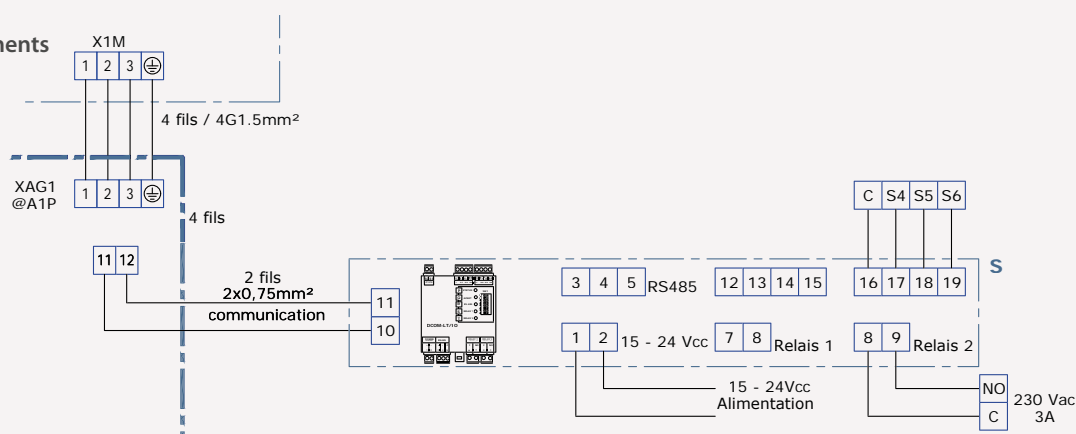 ments
X1M
1 2 3
4 fils / 4G1.5mm²
XAG1
@A1P
1 2 3
4 fils
11 12
2 fils
2x0,75mm²
communication
11
10
DCOM-LT/IO
3 4 5 RS485
12 13 14 15
C S4 S5 S6
16 17 18 19
S
1 2 15 - 24 Vcc
7 8 Relais 1
8 9 Relais 2
15 - 24Vcc
Alimentation
NO
C
230 Vac
3A